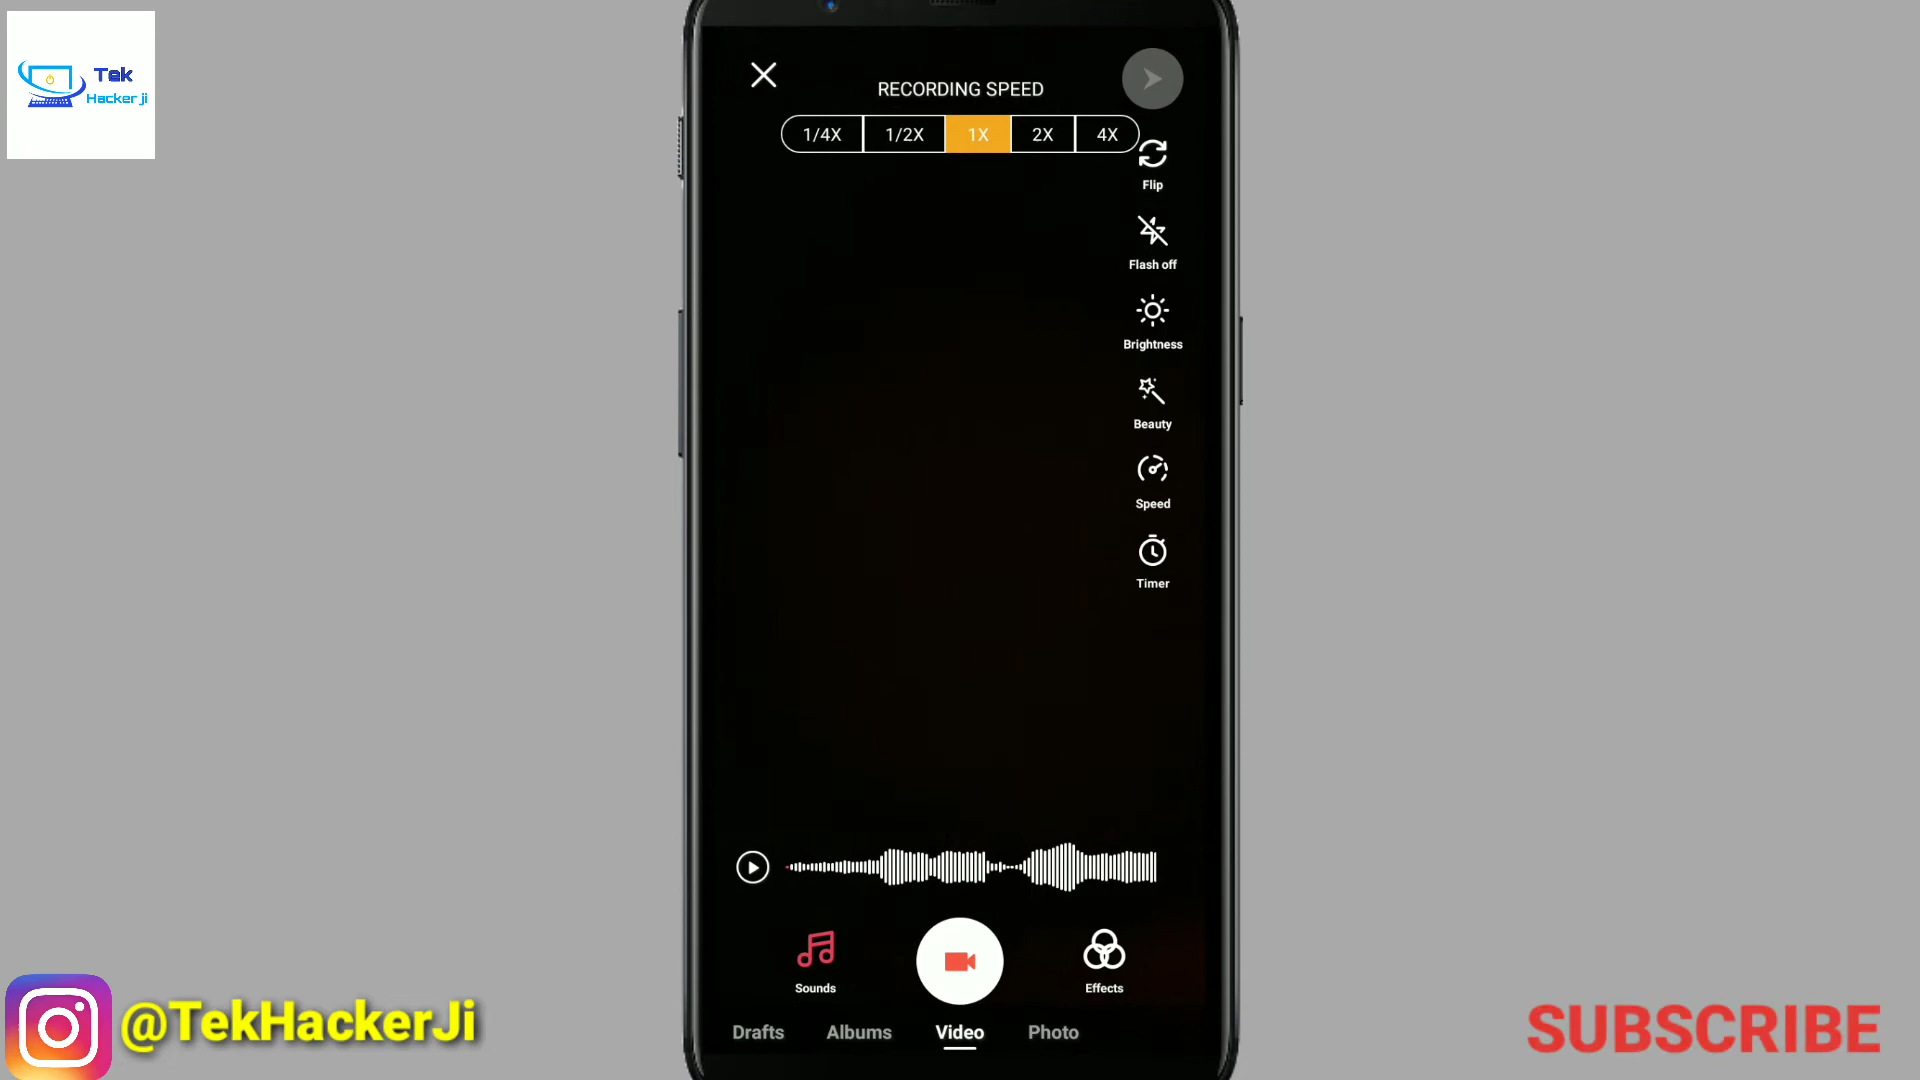 Tek
Hacker ji
RECORDING SPEED
1/4X 1/2X 1X 2X 4X
Flip
Flash off
Brightness
Beauty
Speed
Timer
Sounds
Effects
Drafts Albums Video Photo
@TekHackerJi
SUBSCRIBE